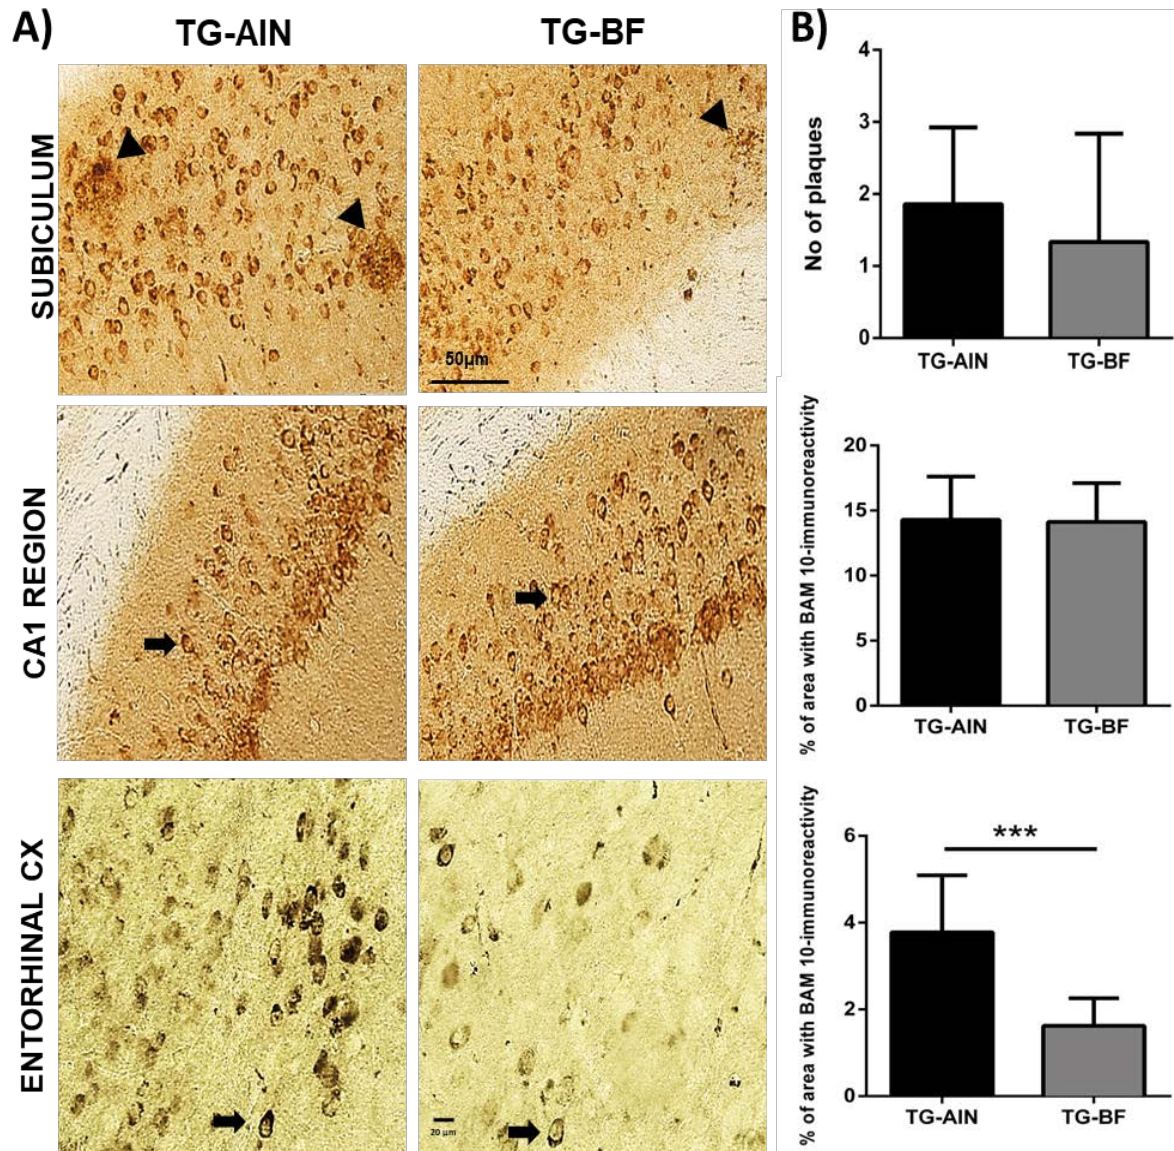 A)
TG-AIN
TG-BF
SUBICULUM
50µm
CA1 REGION
ENTORHINAL CX
20 µm
B)
No of plaques
4
3
2
1
0
TG-AIN
TG-BF
% of area with BAM 10-immunoreactivity
20
15
10
5
0
TG-AIN
TG-BF
% of area with BAM 10-immunoreactivity
6
4
2
0
***
TG-AIN
TG-BF